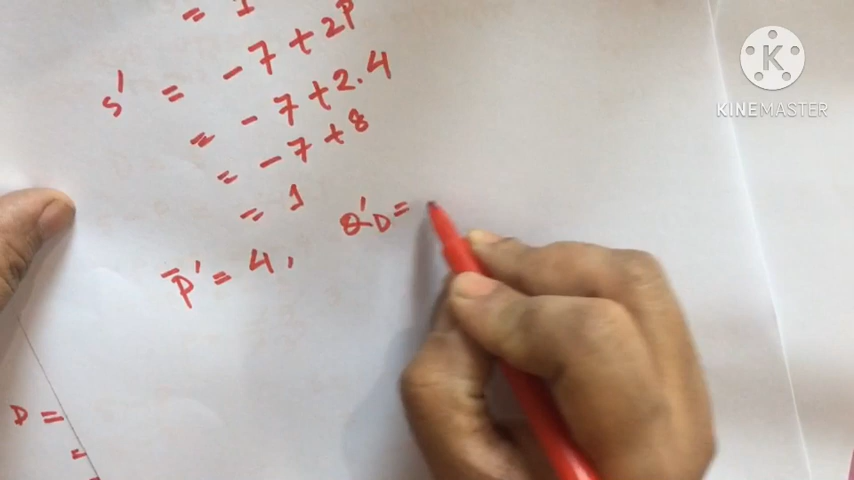 = 1
s' = - 7 + 2P
= - 7 + 2.4
= - 7 + 8
= 1
P̄' = 4, Q'D =
D =
=
K
KINEMASTER